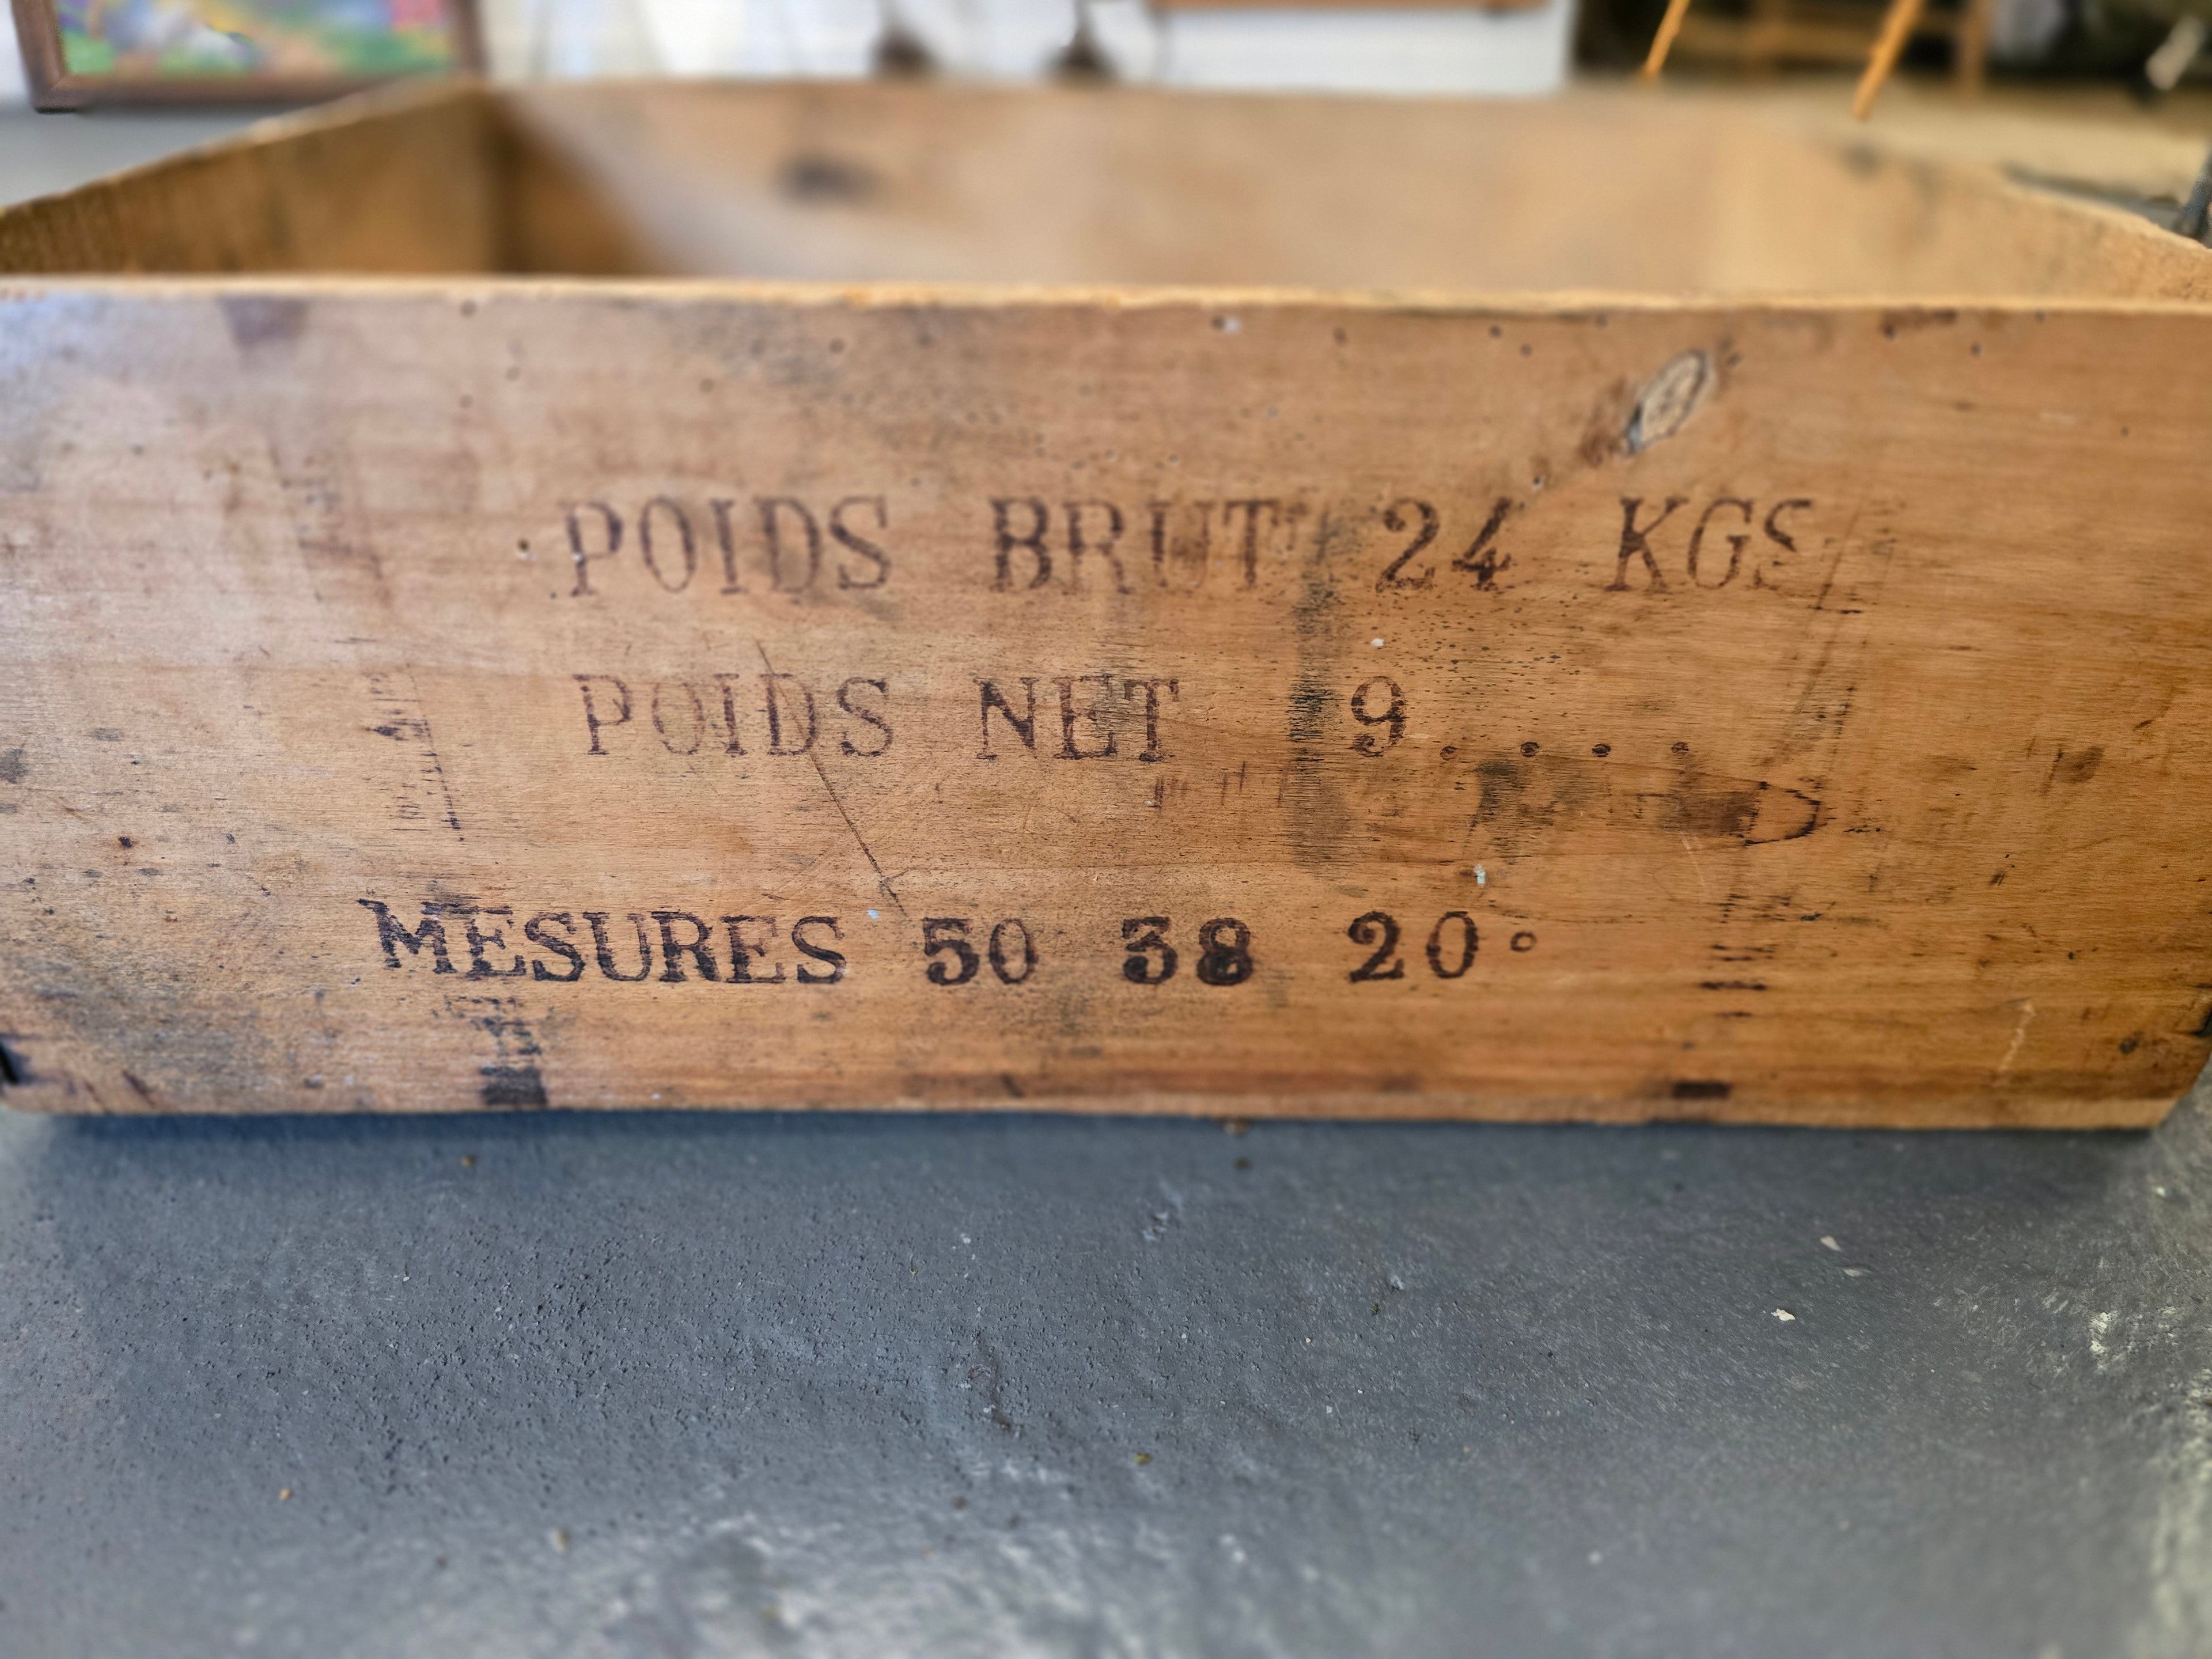 POIDS BRUT 24 KGS
POIDS NET 9....
MESURES 50 38 20°